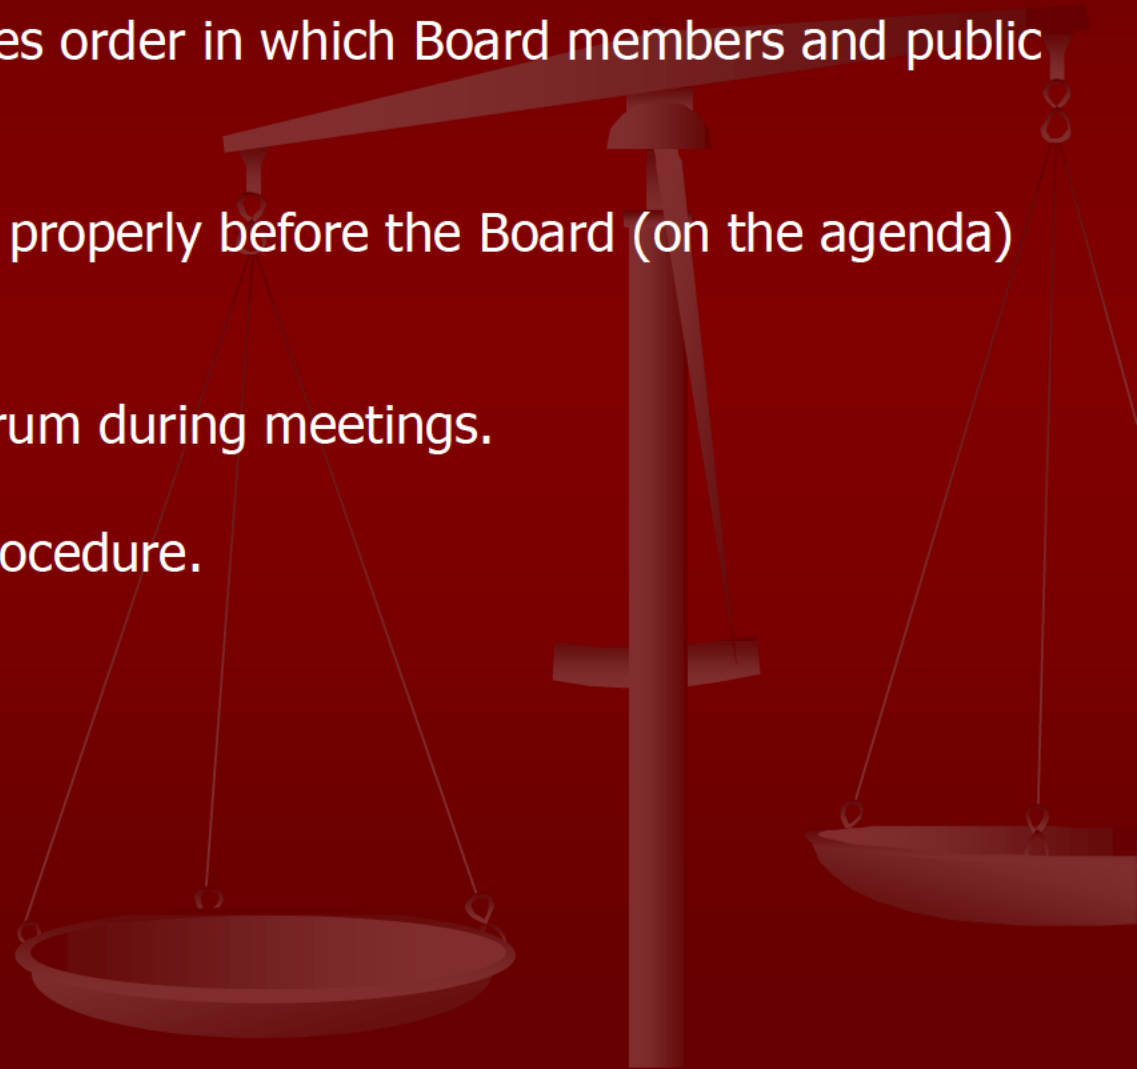 es order in which Board members and public
properly before the Board (on the agenda)
rum during meetings.
ocedure.